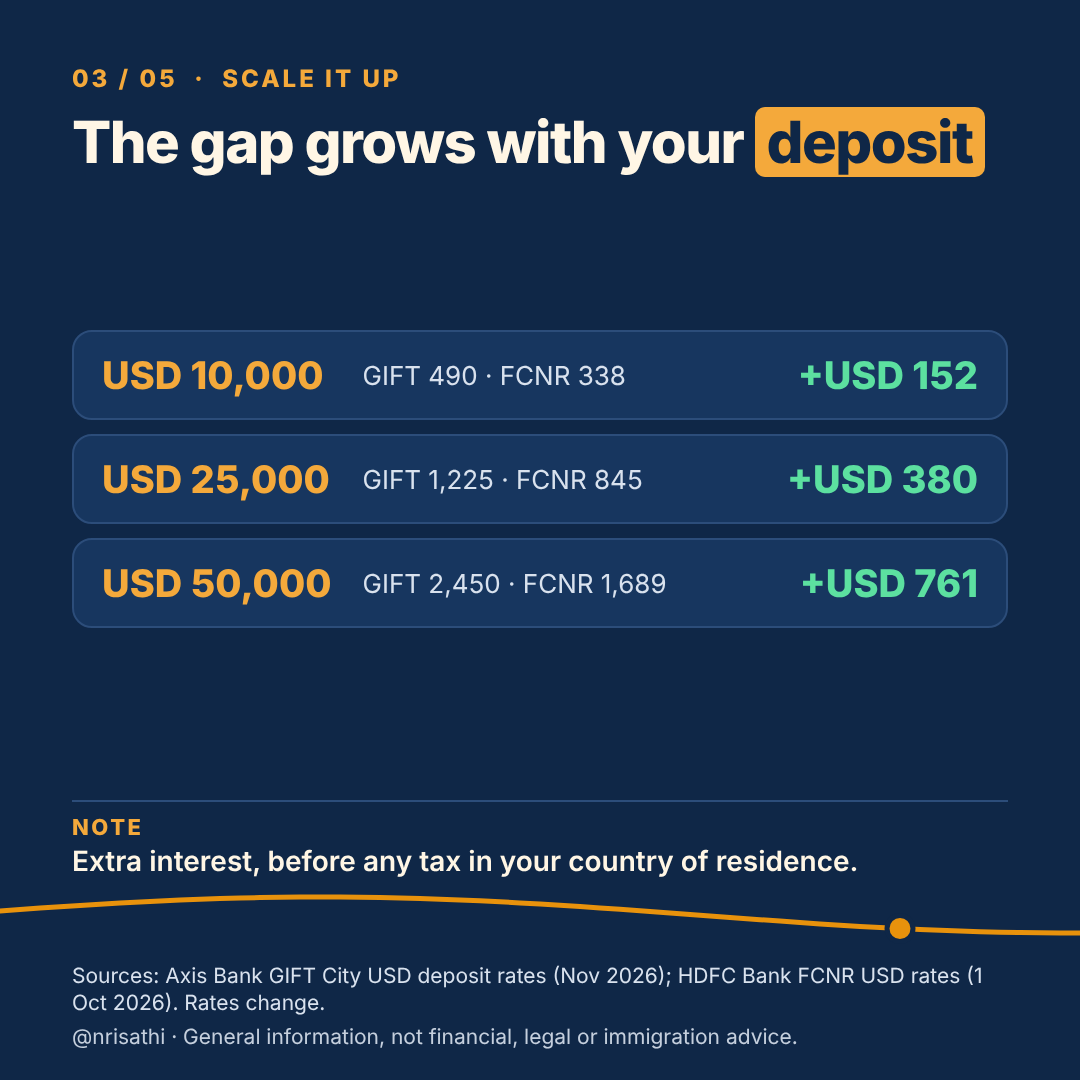 03 / 05 · SCALE IT UP
The gap grows with your deposit
USD 10,000 GIFT 490 · FCNR 338 +USD 152
USD 25,000 GIFT 1,225 · FCNR 845 +USD 380
USD 50,000 GIFT 2,450 · FCNR 1,689 +USD 761
NOTE
Extra interest, before any tax in your country of residence.
Sources: Axis Bank GIFT City USD deposit rates (Nov 2026); HDFC Bank FCNR USD rates (1
Oct 2026). Rates change.
@nrisathi · General information, not financial, legal or immigration advice.